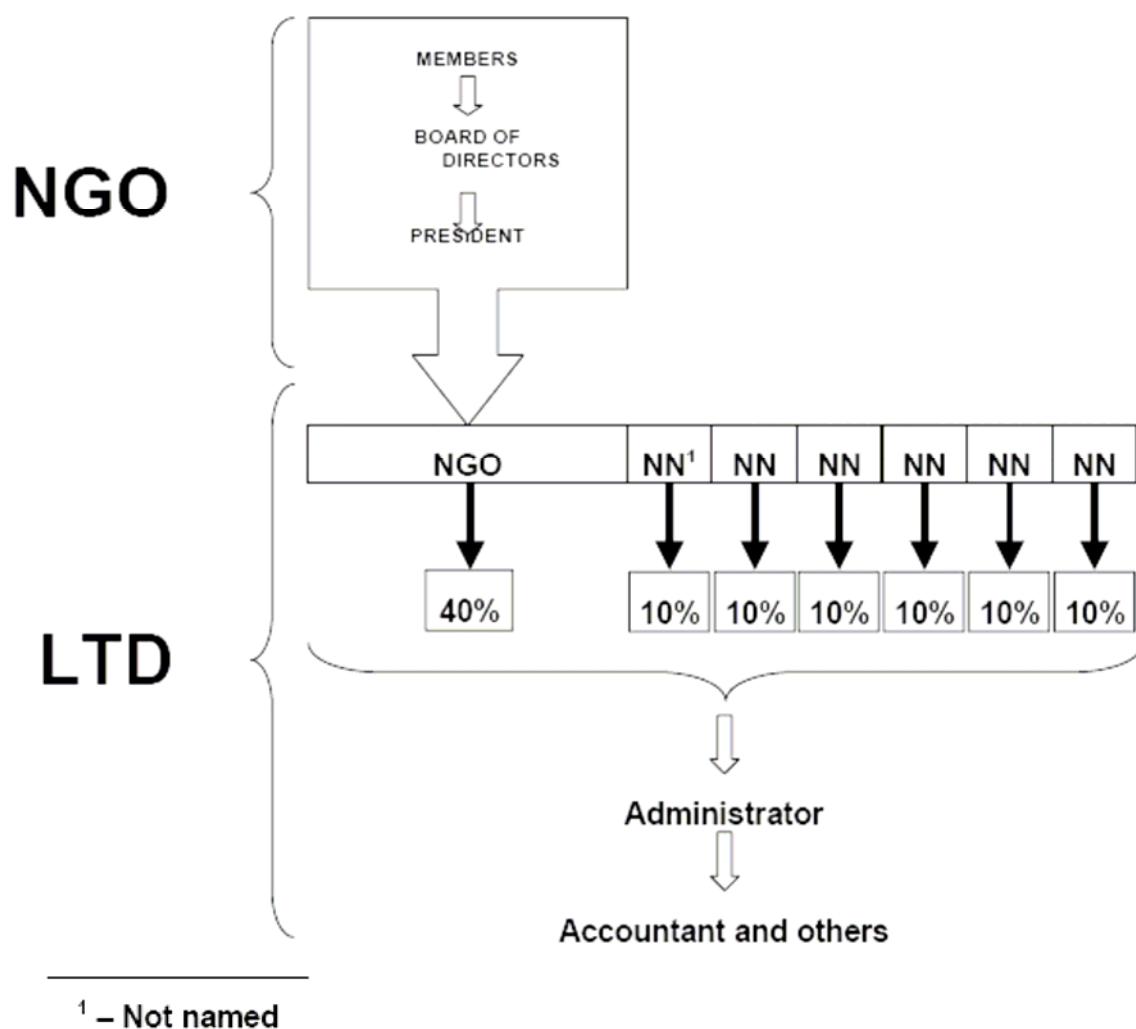 MEMBERS
BOARD OF
DIRECTORS
NGO
PRESIDENT
NGO NN¹ NN NN NN NN NN
40% 10% 10% 10% 10% 10% 10%
LTD
Administrator
Accountant and others
¹ – Not named